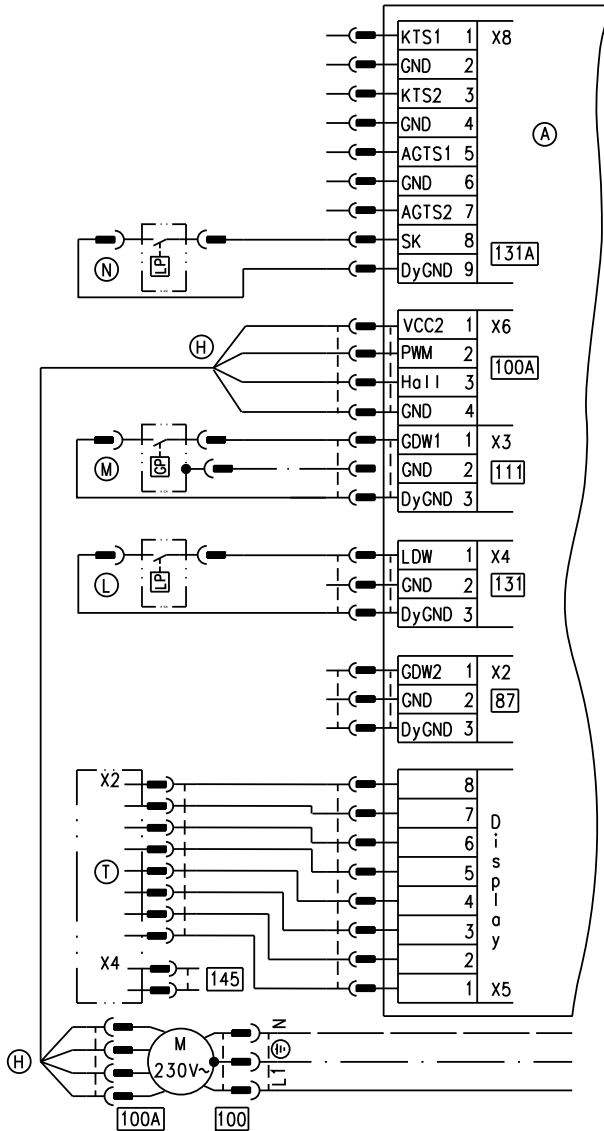 KTS1 1 X8
GND 2
KTS2 3
GND 4
A
AGTS1 5
GND 6
AGTS2 7
SK 8
131A
N
LP
DyGND 9
VCC2 1 X6
H
PWM 2
100A
Hall 3
GND 4
GDW1 1 X3
M
GP
GND 2
111
DyGND 3
LDW 1 X4
L
LP
GND 2
131
DyGND 3
GDW2 1 X2
GND 2
87
DyGND 3
X2
8
7
6
T
5
4
3
2
Display
X4
145
1 X5
H
M
230V~
N
L1
100A
100